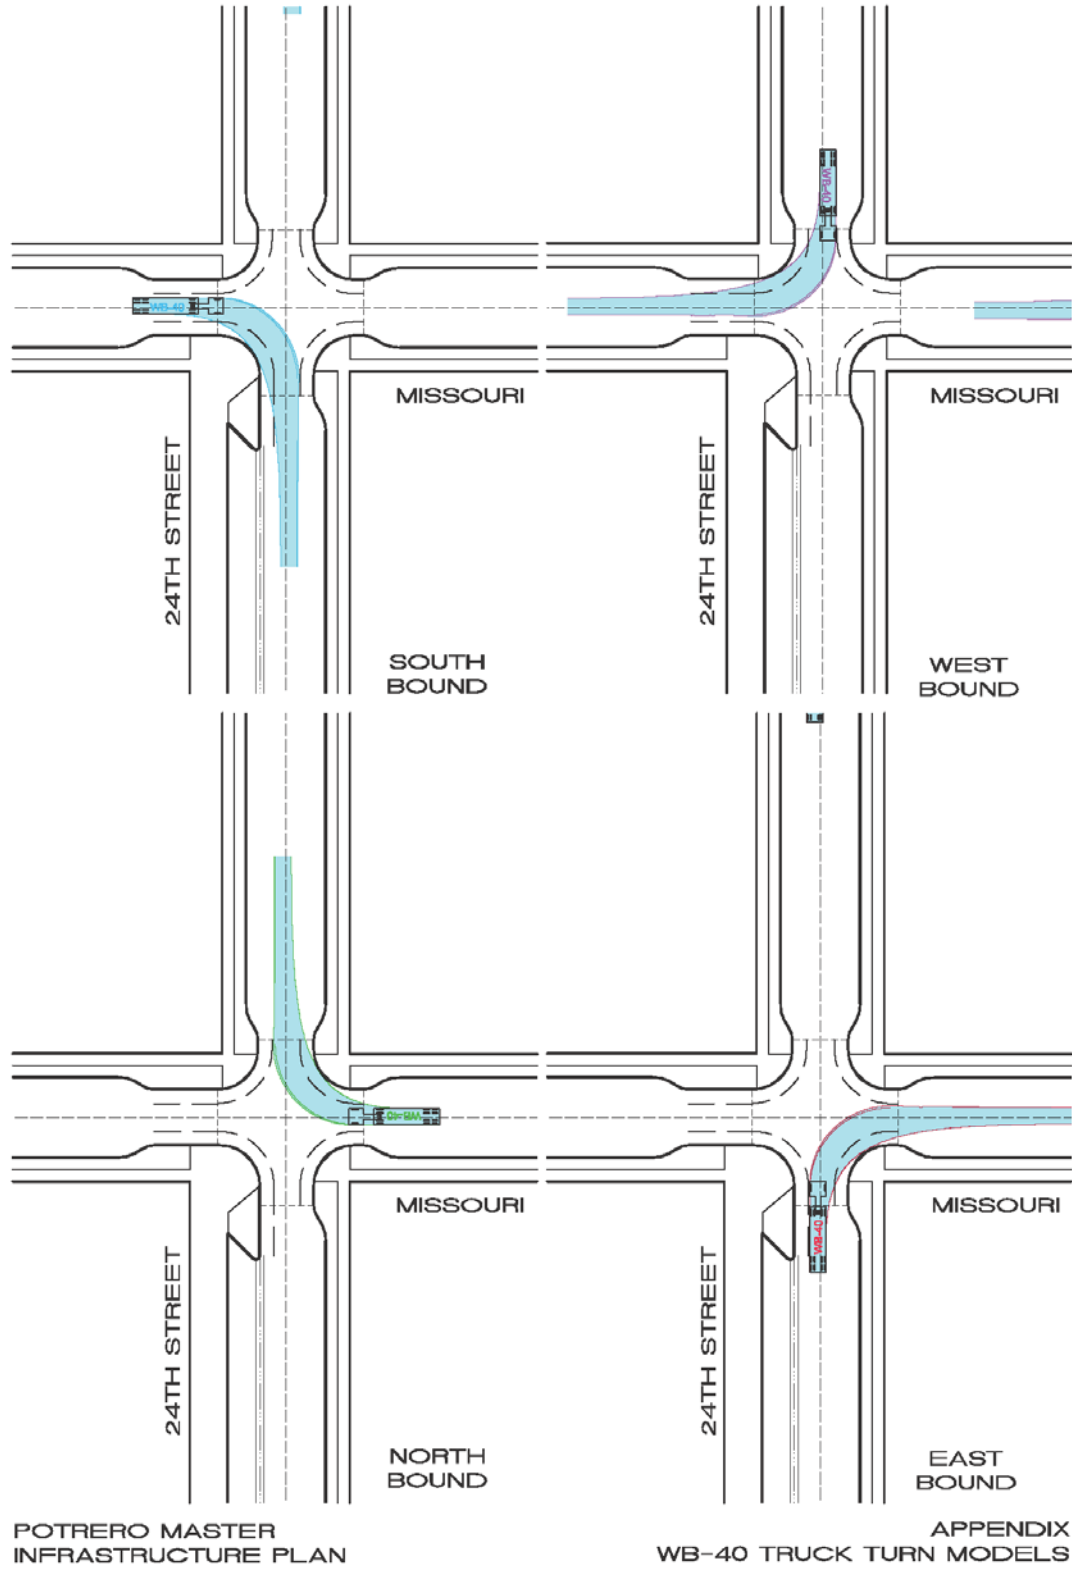 WB-40
WB-40
MISSOURI
MISSOURI
24TH STREET
24TH STREET
SOUTH
BOUND
WEST
BOUND
WB-40
WB-40
MISSOURI
MISSOURI
24TH STREET
24TH STREET
NORTH
BOUND
EAST
BOUND
POTRERO MASTER
INFRASTRUCTURE PLAN
APPENDIX
WB-40 TRUCK TURN MODELS